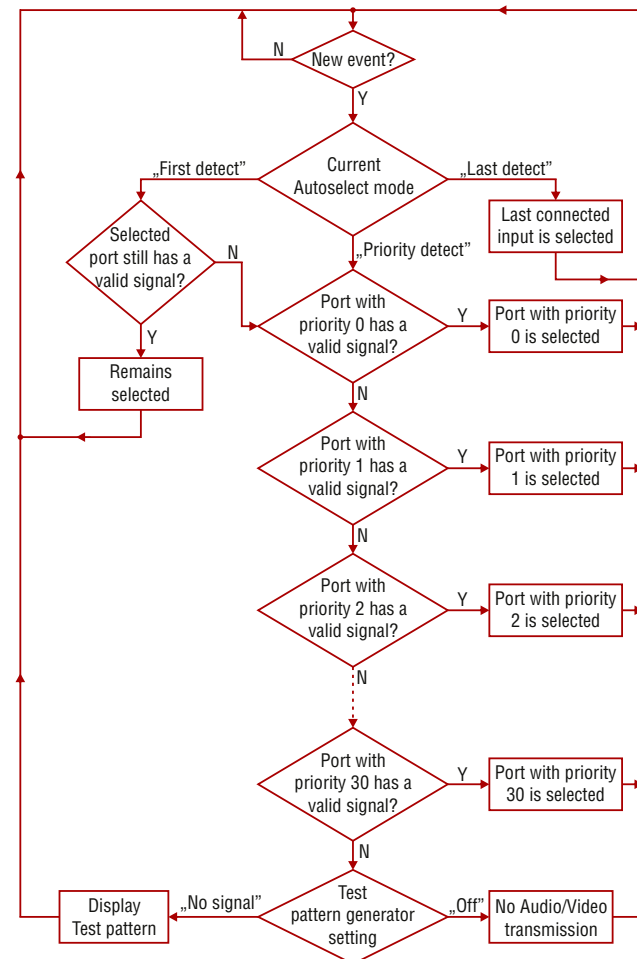 N
New event?
Y
Current
Autoselect mode
„First detect”
„Last detect”
Selected
port still has a
valid signal?
N
Last connected
input is selected
„Priority detect”
Port with
priority 0 has a
valid signal?
Y
Port with priority
0 is selected
Y
Remains
selected
N
Port with
priority 1 has a
valid signal?
Y
Port with priority
1 is selected
N
Port with
priority 2 has a
valid signal?
Y
Port with priority
2 is selected
N
Port with
priority 30 has a
valid signal?
Y
Port with priority
30 is selected
N
Display
Test pattern
„No signal”
Test
pattern generator
setting
„Off”
No Audio/Video
transmission